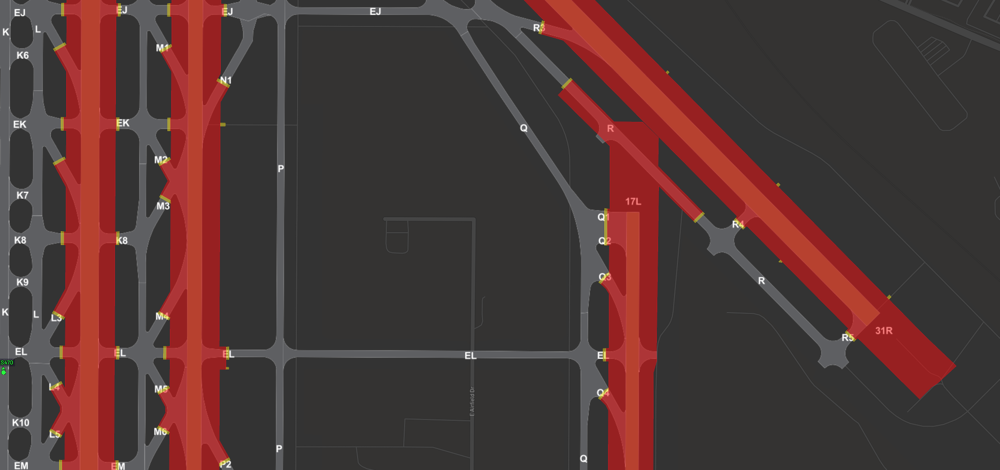 EJ
EJ
EJ
EJ
K
L
R3
M1
K6
N1
EK
EK
Q
R
M2
P
K7
M3
17L
Q1
R4
K8
K8
Q2
Q3
K9
R
K
L
L3
M4
31R
R5
EL
EL
EL
EL
EL
S470
L4
M5
Q4
E Airfield Dr
K10
L5
M6
P
Q
EM
EM
P2